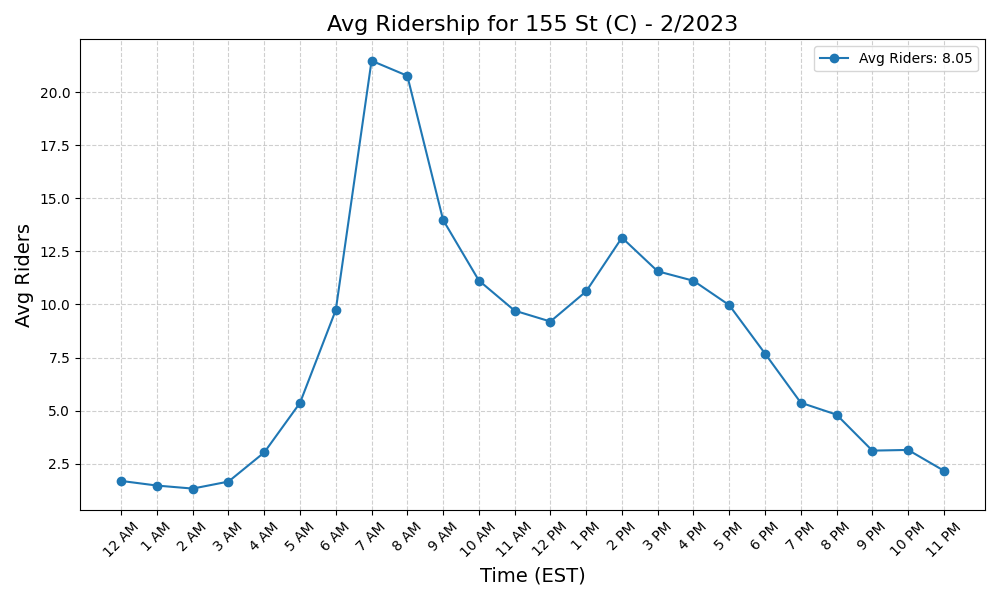 Avg Ridership for 155 St (C) - 2/2023
Avg Riders: 8.05
Avg Riders
20.0
17.5
15.0
12.5
10.0
7.5
5.0
2.5
12 AM
1 AM
2 AM
3 AM
4 AM
5 AM
6 AM
7 AM
8 AM
9 AM
10 AM
11 AM
12 PM
1 PM
2 PM
3 PM
4 PM
5 PM
6 PM
7 PM
8 PM
9 PM
10 PM
11 PM
Time (EST)